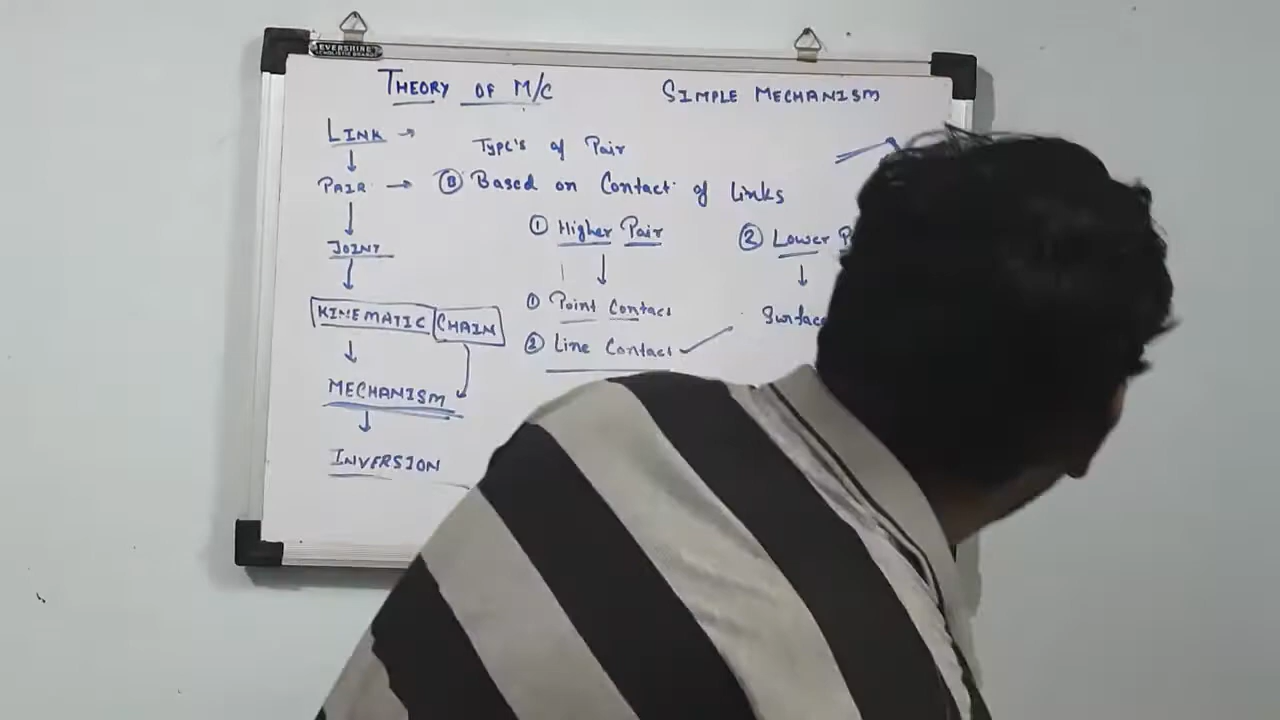 EVERSHINE
THEORY OF M/C
SIMPLE MECHANISM
LINK →
Type's of Pair
PAIR → Ⓑ Based on Contact of links
① Higher Pair
② Lower P
JOINT
① Point Contact
Surface
KINEMATIC CHAIN
② Line Contact
MECHANISM
INVERSION